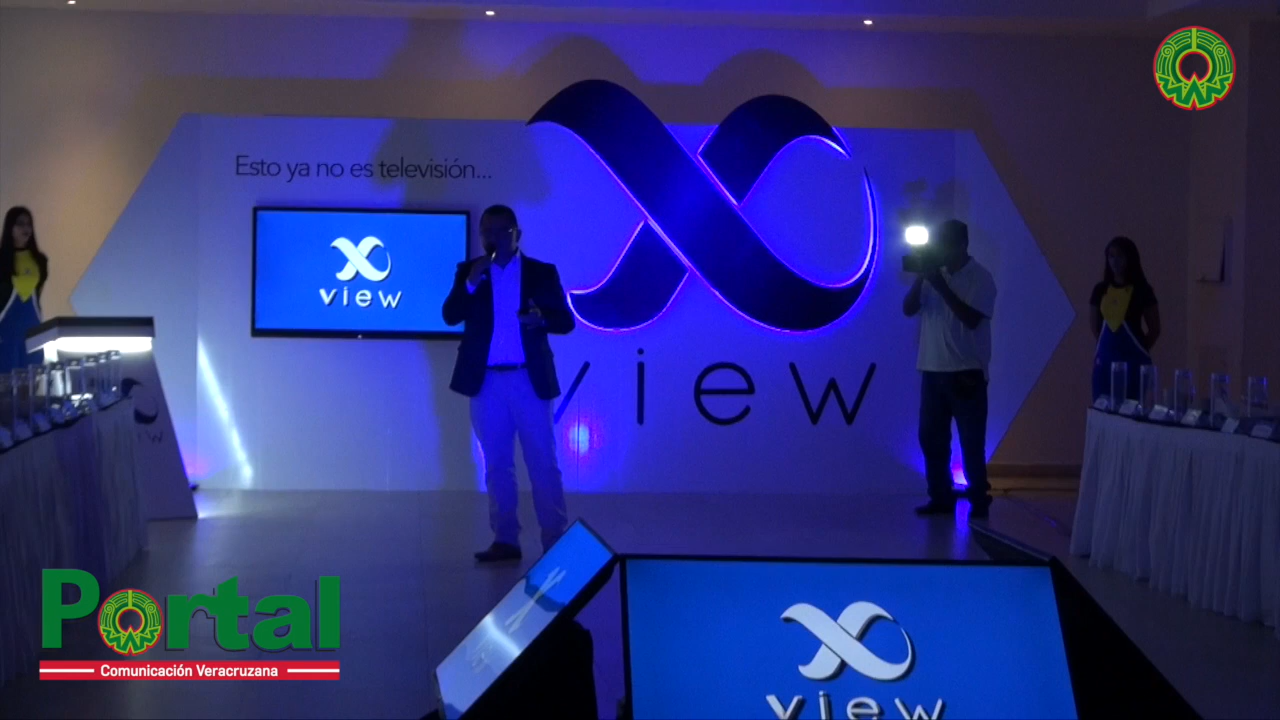 Esto ya no es televisión...
view
view
view
Portal
Comunicación Veracruzana